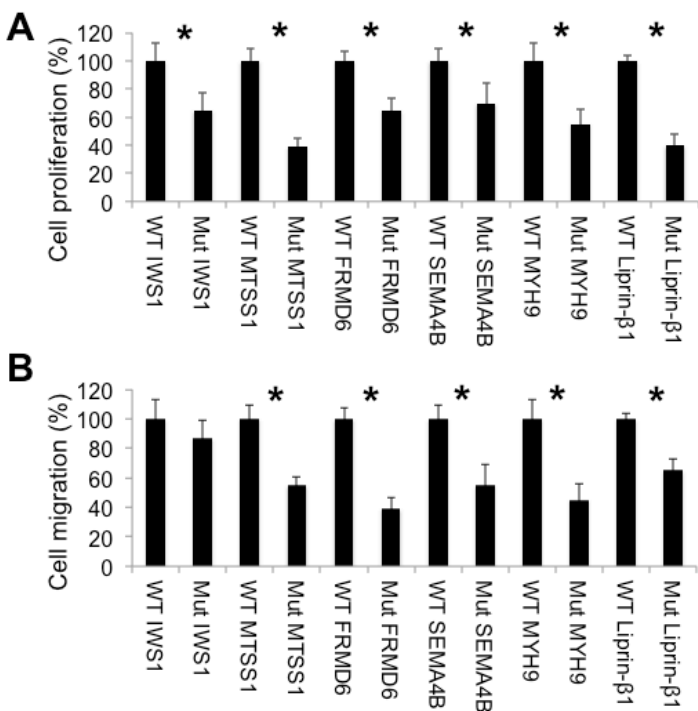 A
Cell proliferation (%)
120
100
80
60
40
20
0
* * * * * *
WT IWS1
Mut IWS1
WT MTSS1
Mut MTSS1
WT FRMD6
Mut FRMD6
WT SEMA4B
Mut SEMA4B
WT MYH9
Mut MYH9
WT Liprin-β1
Mut Liprin-β1
B
Cell migration (%)
120
100
80
60
40
20
0
* * * * *
WT IWS1
Mut IWS1
WT MTSS1
Mut MTSS1
WT FRMD6
Mut FRMD6
WT SEMA4B
Mut SEMA4B
WT MYH9
Mut MYH9
WT Liprin-β1
Mut Liprin-β1